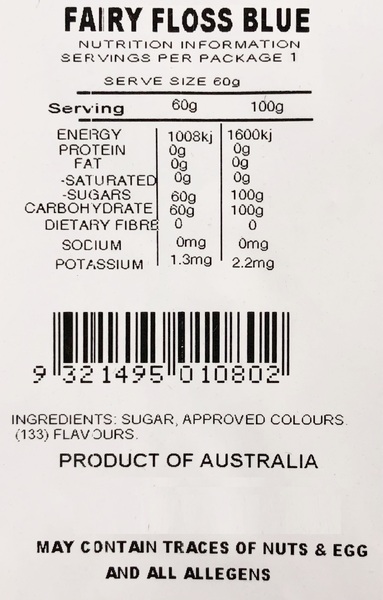 FAIRY FLOSS BLUE
NUTRITION INFORMATION
SERVINGS PER PACKAGE 1
SERVE SIZE 60g
Serving 60g 100g
ENERGY 1008kj 1600kj
PROTEIN 0g 0g
FAT 0g 0g
-SATURATED 0g 0g
-SUGARS 60g 100g
CARBOHYDRATE 60g 100g
DIETARY FIBRE 0 0
SODIUM 0mg 0mg
POTASSIUM 1.3mg 2.2mg
9 321495 010802
INGREDIENTS: SUGAR, APPROVED COLOURS.
(133) FLAVOURS.
PRODUCT OF AUSTRALIA
MAY CONTAIN TRACES OF NUTS & EGG
AND ALL ALLEGENS